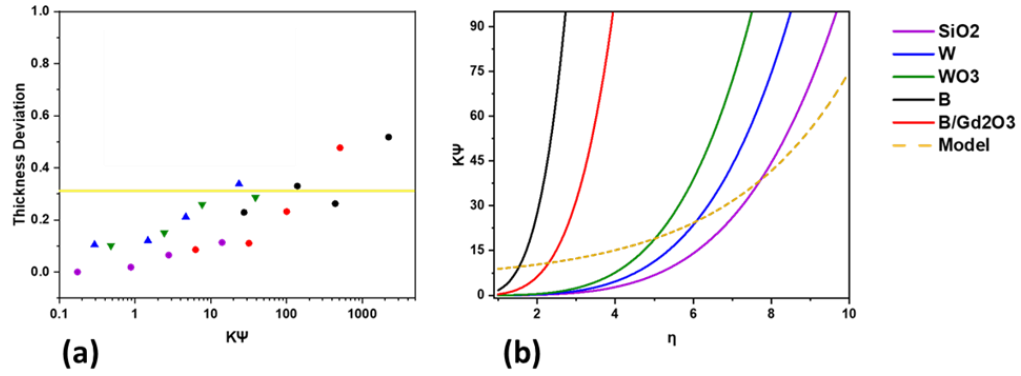 1.0
0.8
0.6
0.4
0.2
0.0
Thickness Deviation
0.1
1
10
100
1000
KΨ
(a)
90
75
60
45
30
15
0
KΨ
2
4
6
8
10
η
(b)
SiO2
W
WO3
B
B/Gd2O3
Model